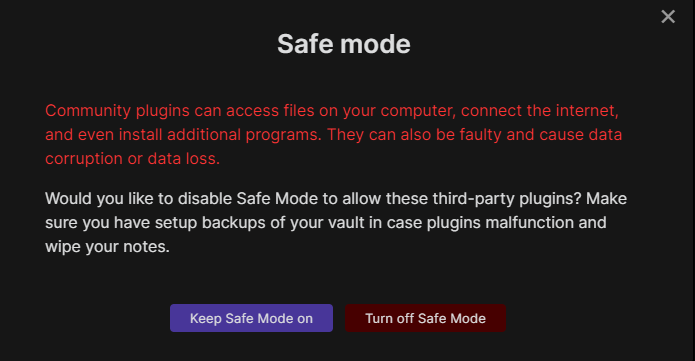 Safe mode
Community plugins can access files on your computer, connect the internet,
and even install additional programs. They can also be faulty and cause data
corruption or data loss.
Would you like to disable Safe Mode to allow these third-party plugins? Make
sure you have setup backups of your vault in case plugins malfunction and
wipe your notes.
Keep Safe Mode on
Turn off Safe Mode